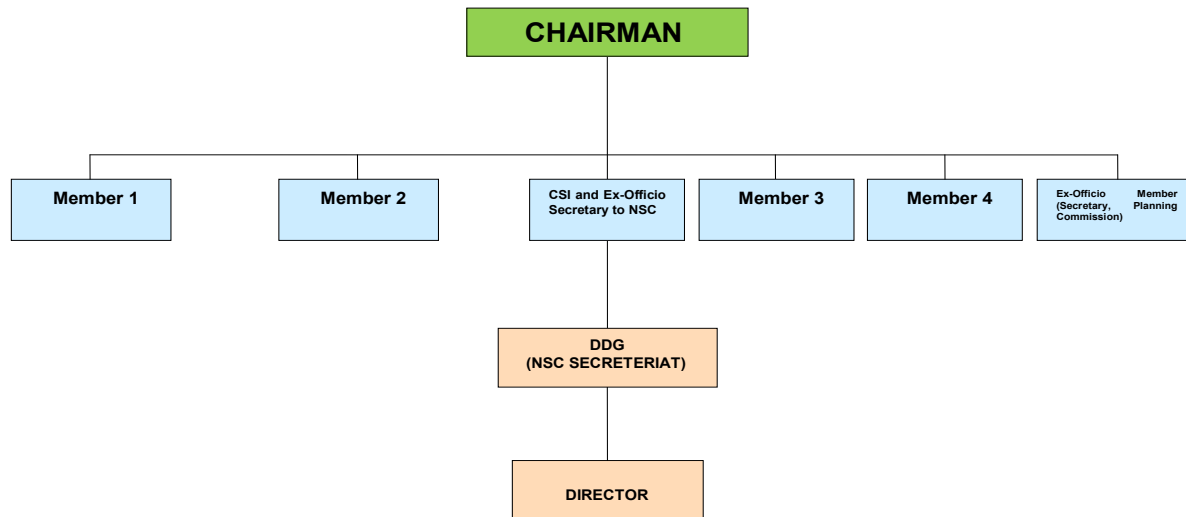 CHAIRMAN
Member 1
Member 2
CSI and Ex-Officio
Secretary to NSC
Member 3
Member 4
Ex-Officio Member
(Secretary, Planning
Commission)
DDG
(NSC SECRETERIAT)
DIRECTOR